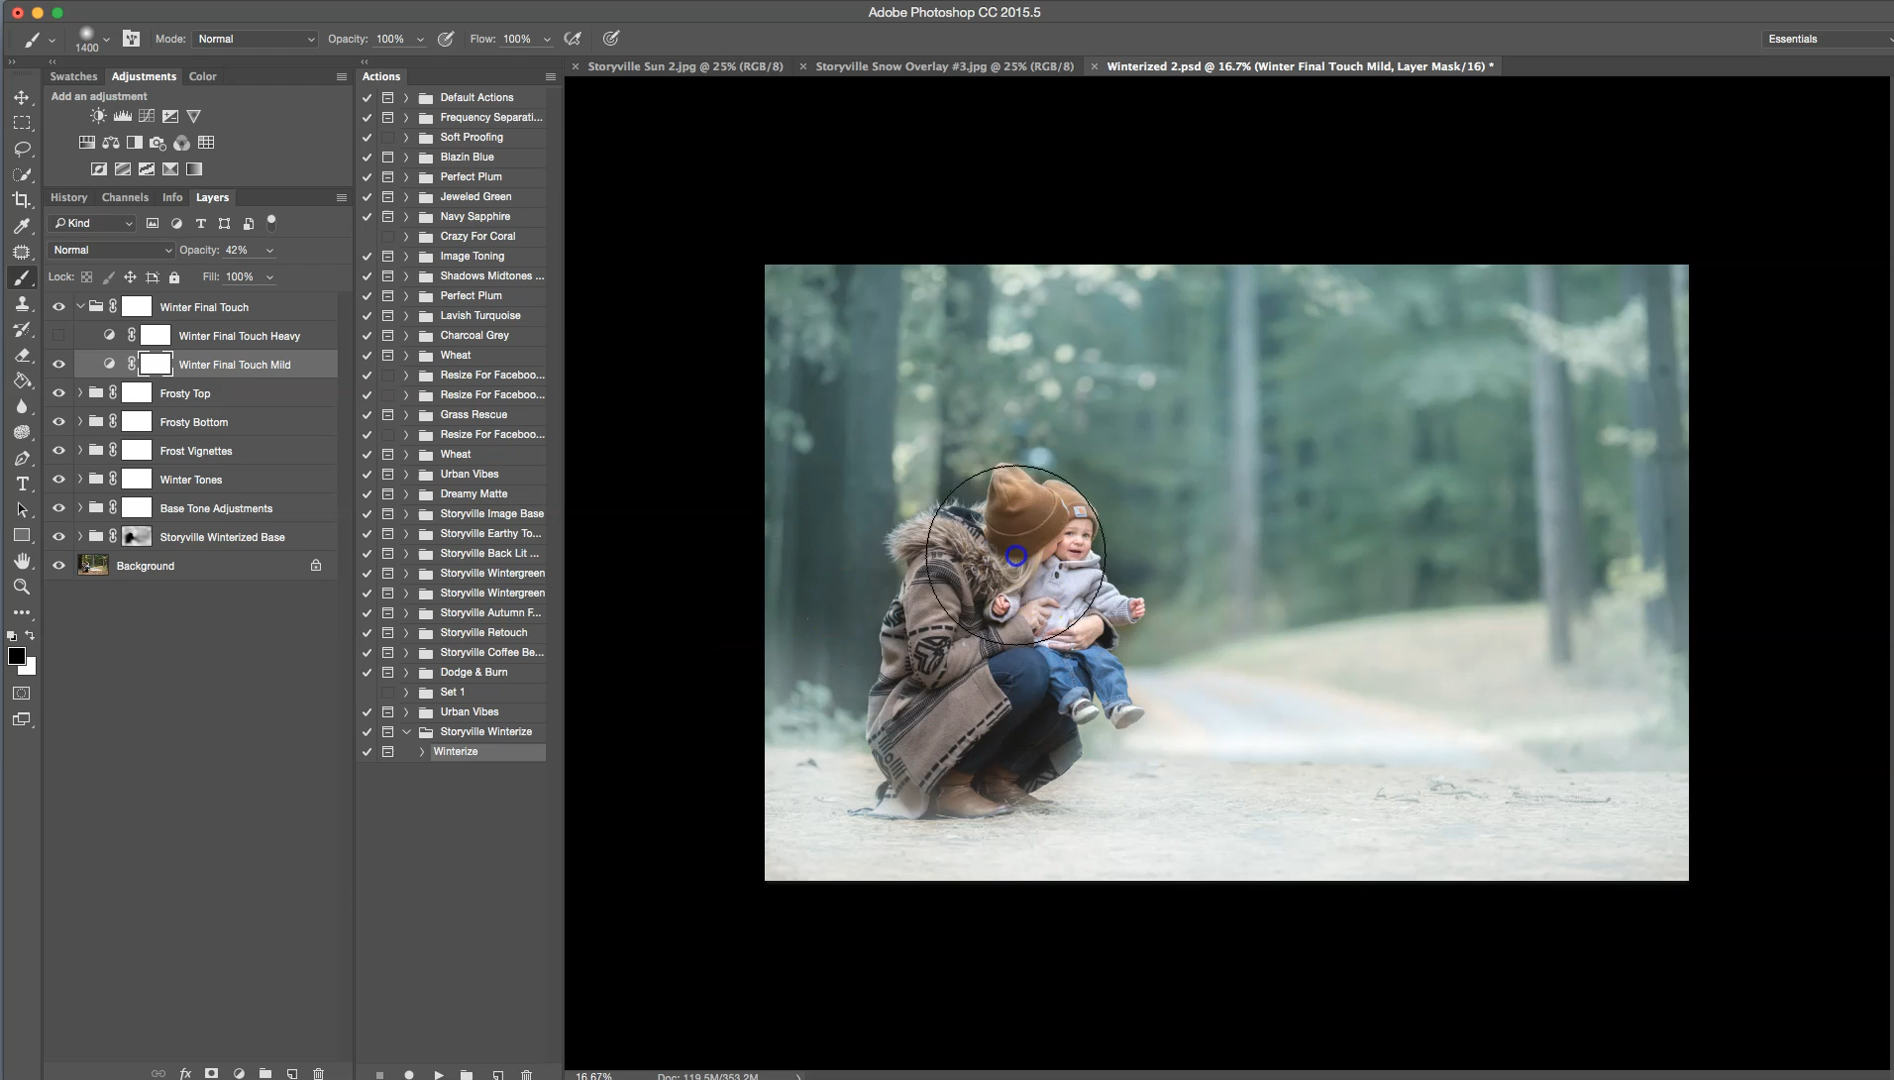 Adobe Photoshop CC 2015.5
1400
Mode: Normal
Opacity: 100%
Flow: 100%
Essentials
Swatches Adjustments Color
Add an adjustment
History Channels Info Layers
Kind
Normal Opacity: 42%
Lock: Fill: 100%
Winter Final Touch
Winter Final Touch Heavy
Winter Final Touch Mild
Frosty Top
Frosty Bottom
Frost Vignettes
Winter Tones
Base Tone Adjustments
Storyville Winterized Base
Background
Actions
Default Actions
Frequency Separati...
Soft Proofing
Blazin Blue
Perfect Plum
Jeweled Green
Navy Sapphire
Crazy For Coral
Image Toning
Shadows Midtones ...
Perfect Plum
Lavish Turquoise
Charcoal Grey
Wheat
Resize For Faceboo...
Resize For Faceboo...
Grass Rescue
Resize For Faceboo...
Wheat
Urban Vibes
Dreamy Matte
Storyville Image Base
Storyville Earthy To...
Storyville Back Lit ...
Storyville Wintergreen
Storyville Wintergreen
Storyville Autumn F...
Storyville Retouch
Storyville Coffee Be...
Dodge & Burn
Set 1
Urban Vibes
Storyville Winterize
Winterize
Storyville Sun 2.jpg @ 25% (RGB/8)
Storyville Snow Overlay #3.jpg @ 25% (RGB/8)
Winterized 2.psd @ 16.7% (Winter Final Touch Mild, Layer Mask/16) *
16.67% Doc: 119.5M/353.2M